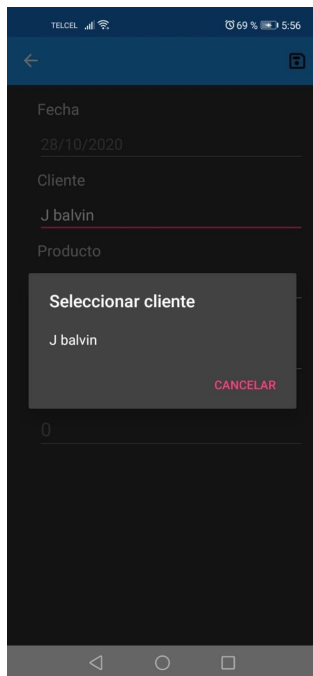 TELCEL 69 % 5:56
Fecha
28/10/2020
Cliente
J balvin
Producto
Seleccionar cliente
J balvin
CANCELAR
0